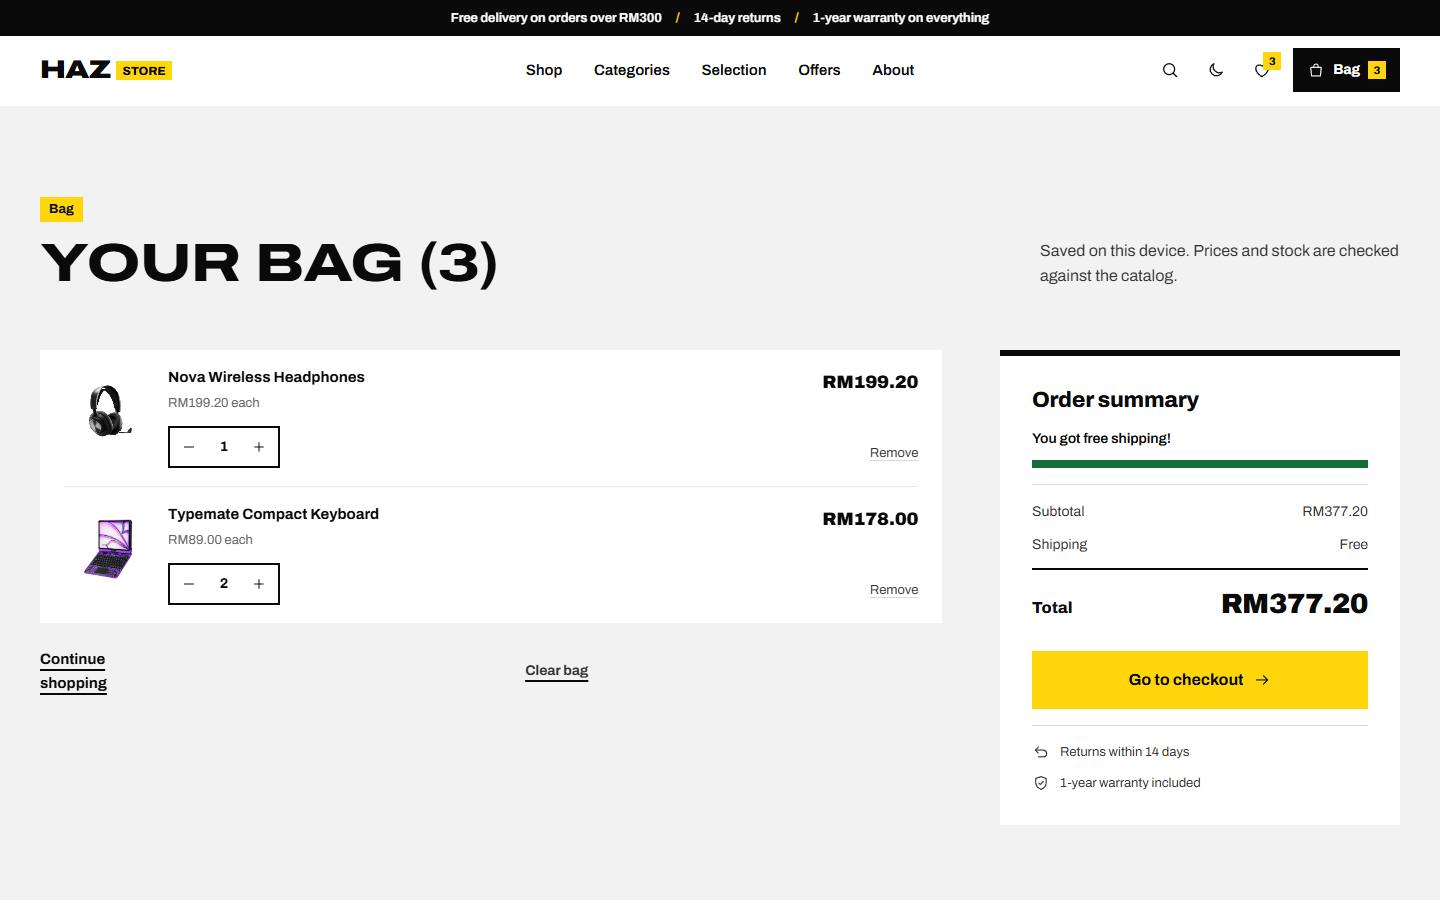 Free delivery on orders over RM300 / 14-day returns / 1-year warranty on everything
HAZ STORE
Shop Categories Selection Offers About
3
Bag 3
Bag
YOUR BAG (3)
Saved on this device. Prices and stock are checked
against the catalog.
Nova Wireless Headphones
RM199.20
RM199.20 each
− 1 +
Remove
Typemate Compact Keyboard
RM178.00
RM89.00 each
− 2 +
Remove
Continue
shopping
Clear bag
Order summary
You got free shipping!
Subtotal RM377.20
Shipping Free
Total RM377.20
Go to checkout →
Returns within 14 days
1-year warranty included